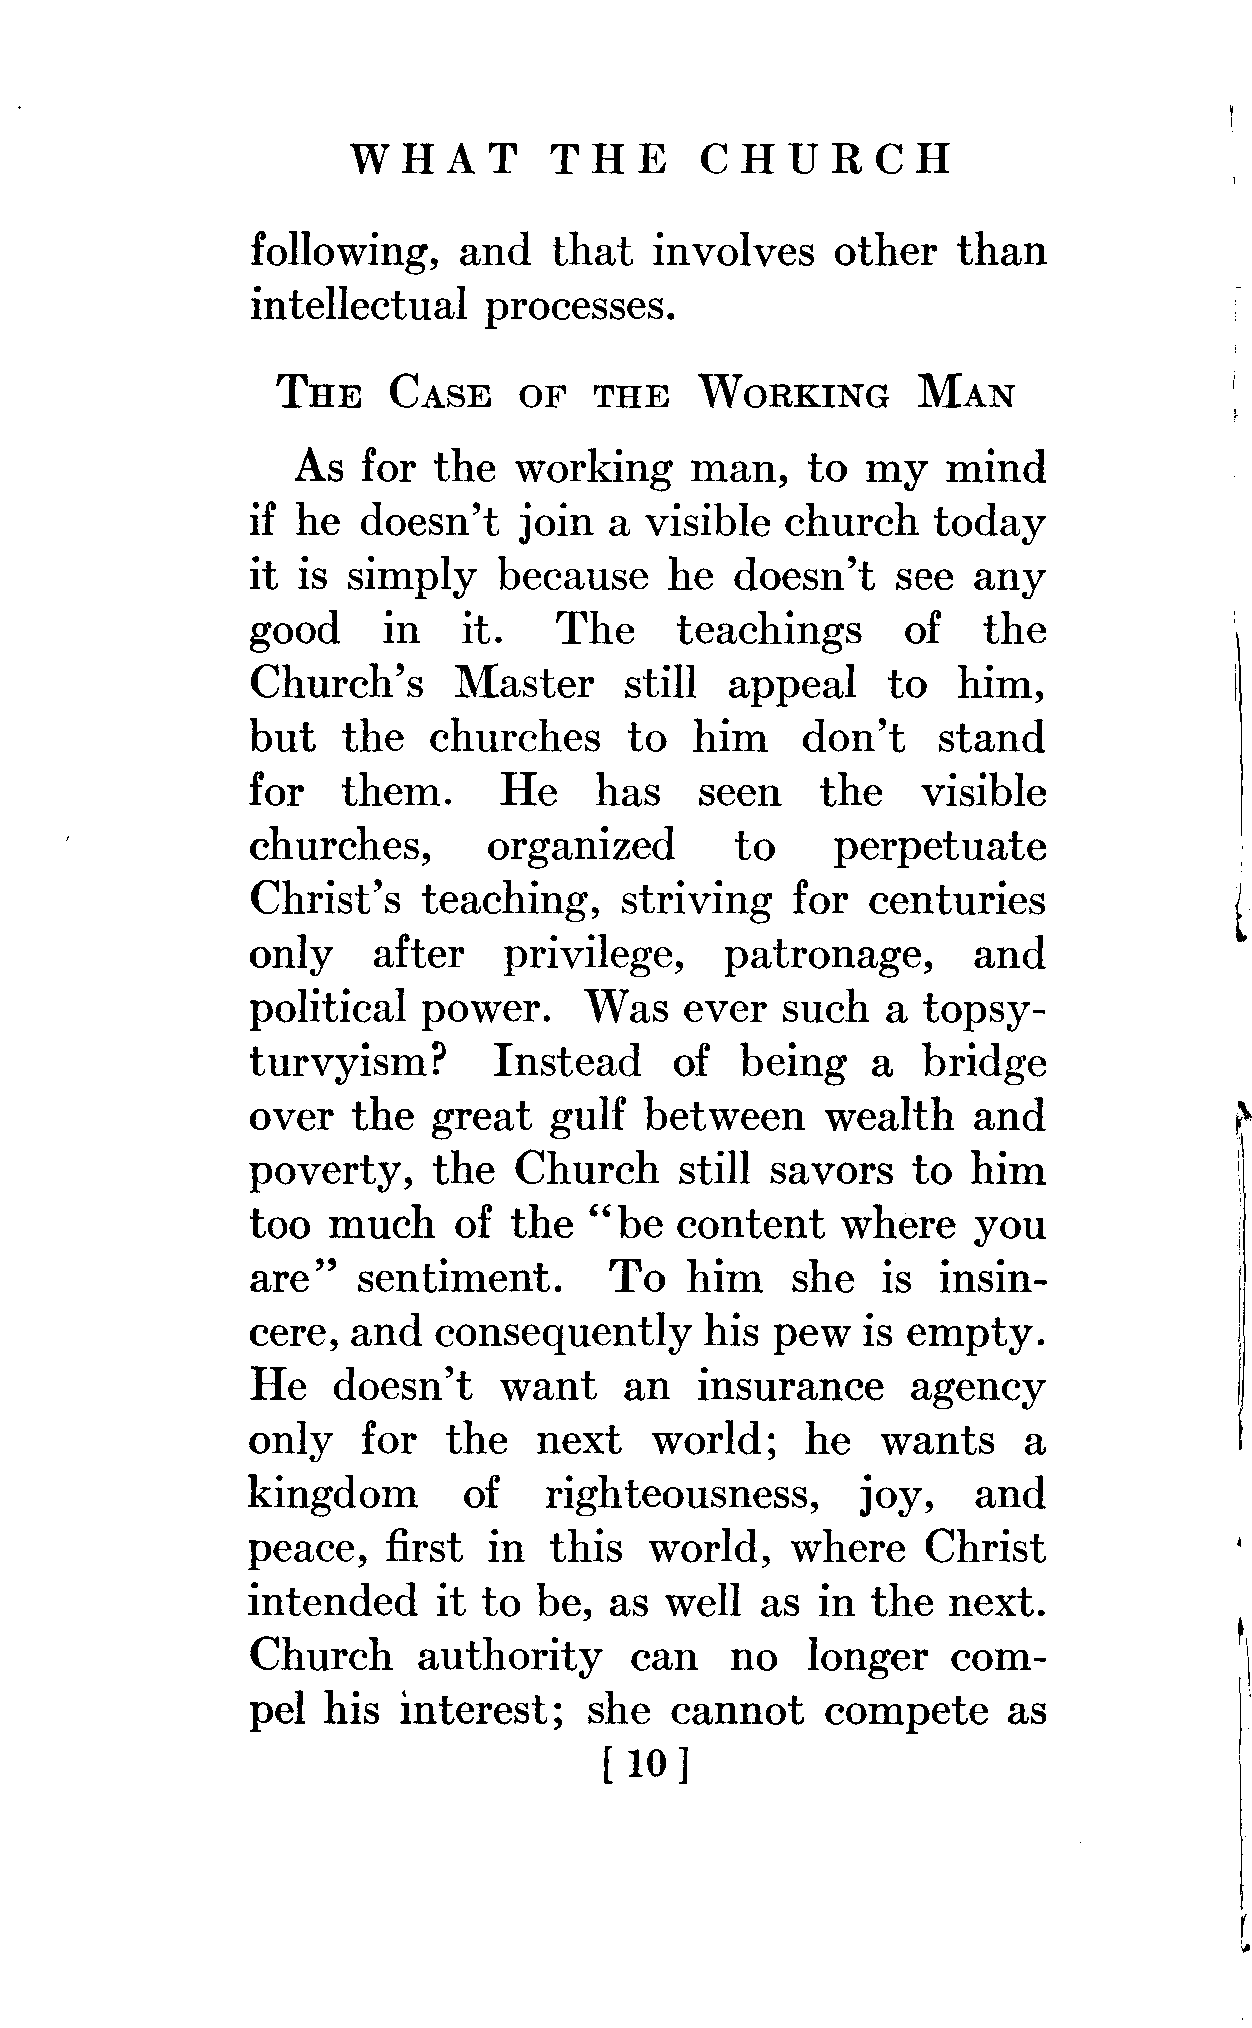 WHAT THE CHURCH
following, and that involves other than
intellectual processes.
The Case of the Working Man
As for the working man, to my mind
if he doesn't join a visible church today
it is simply because he doesn't see any
good in it. The teachings of the
Church's Master still appeal to him,
but the churches to him don't stand
for them. He has seen the visible
churches, organized to perpetuate
Christ's teaching, striving for centuries
only after privilege, patronage, and
political power. Was ever such a topsy-
turvyism? Instead of being a bridge
over the great gulf between wealth and
poverty, the Church still savors to him
too much of the “be content where you
are” sentiment. To him she is insin-
cere, and consequently his pew is empty.
He doesn't want an insurance agency
only for the next world; he wants a
kingdom of righteousness, joy, and
peace, first in this world, where Christ
intended it to be, as well as in the next.
Church authority can no longer com-
pel his interest; she cannot compete as
[ 10 ]